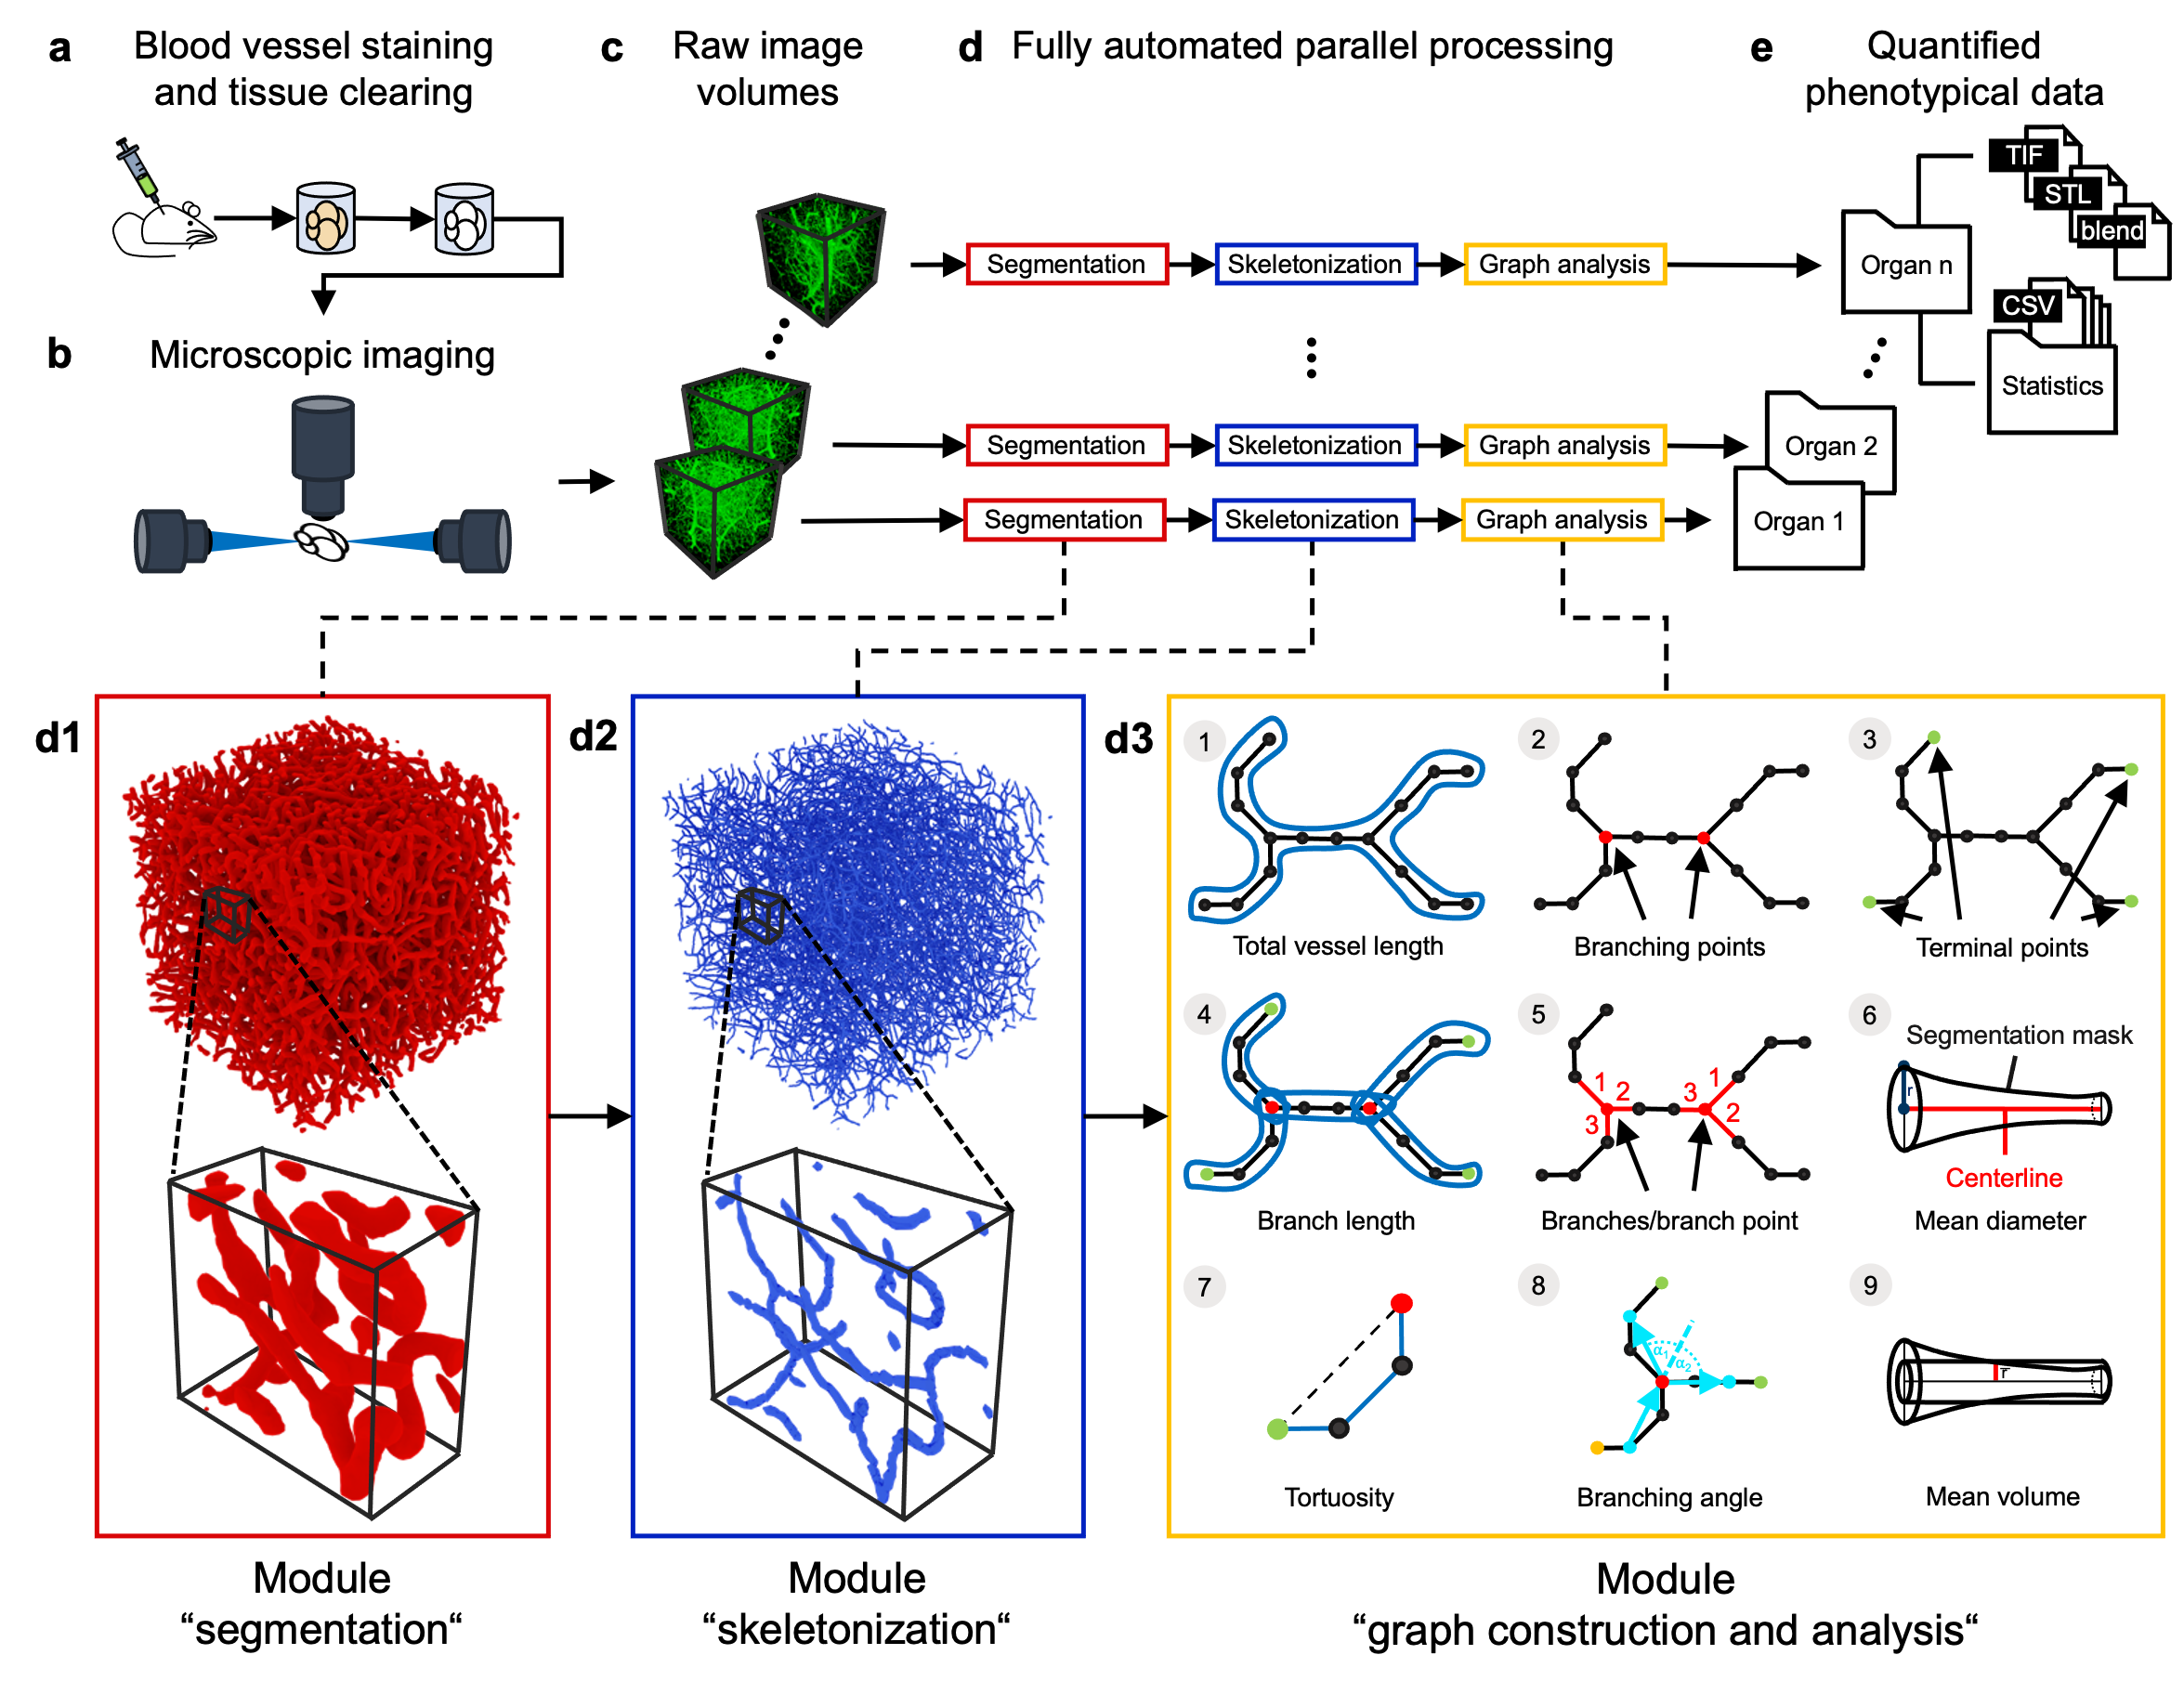 a
Blood vessel staining
and tissue clearing
b
Microscopic imaging
c
Raw image
volumes
d
Fully automated parallel processing
Segmentation
Skeletonization
Graph analysis
Segmentation
Skeletonization
Graph analysis
Segmentation
Skeletonization
Graph analysis
e
Quantified
phenotypical data
TIF
STL
blend
Organ n
CSV
Statistics
Organ 2
Organ 1
d1
Module
“segmentation“
d2
Module
“skeletonization“
d3
1
Total vessel length
2
Branching points
3
Terminal points
4
Branch length
5
1
2
3
3
1
2
Branches/branch point
6
Segmentation mask
r
Centerline
Mean diameter
7
Tortuosity
8
α1
α2
Branching angle
9
r̅
Mean volume
Module
“graph construction and analysis“